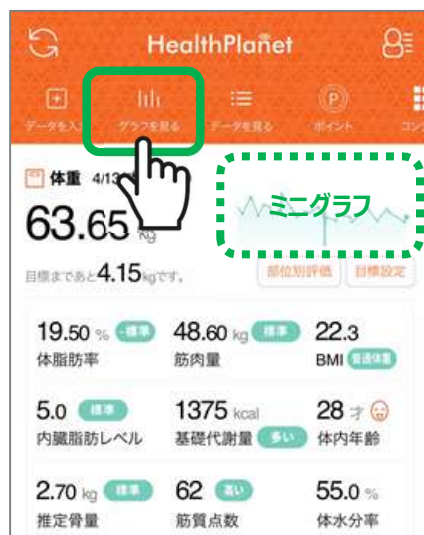 HealthPlanet
データを入
グラフを見る
データを見る
ポイント
コン
体重 4/13
63.65 kg
ミニグラフ
目標まであと4.15kgです。
部位別評価 目標設定
19.50 % -標準 48.60 kg 標準 22.3
体脂肪率 筋肉量 BMI 普通体重
5.0 標準 1375 kcal 28 才
内臓脂肪レベル 基礎代謝量 多い 体内年齢
2.70 kg 標準 62 高い 55.0 %
推定骨量 筋質点数 体水分率